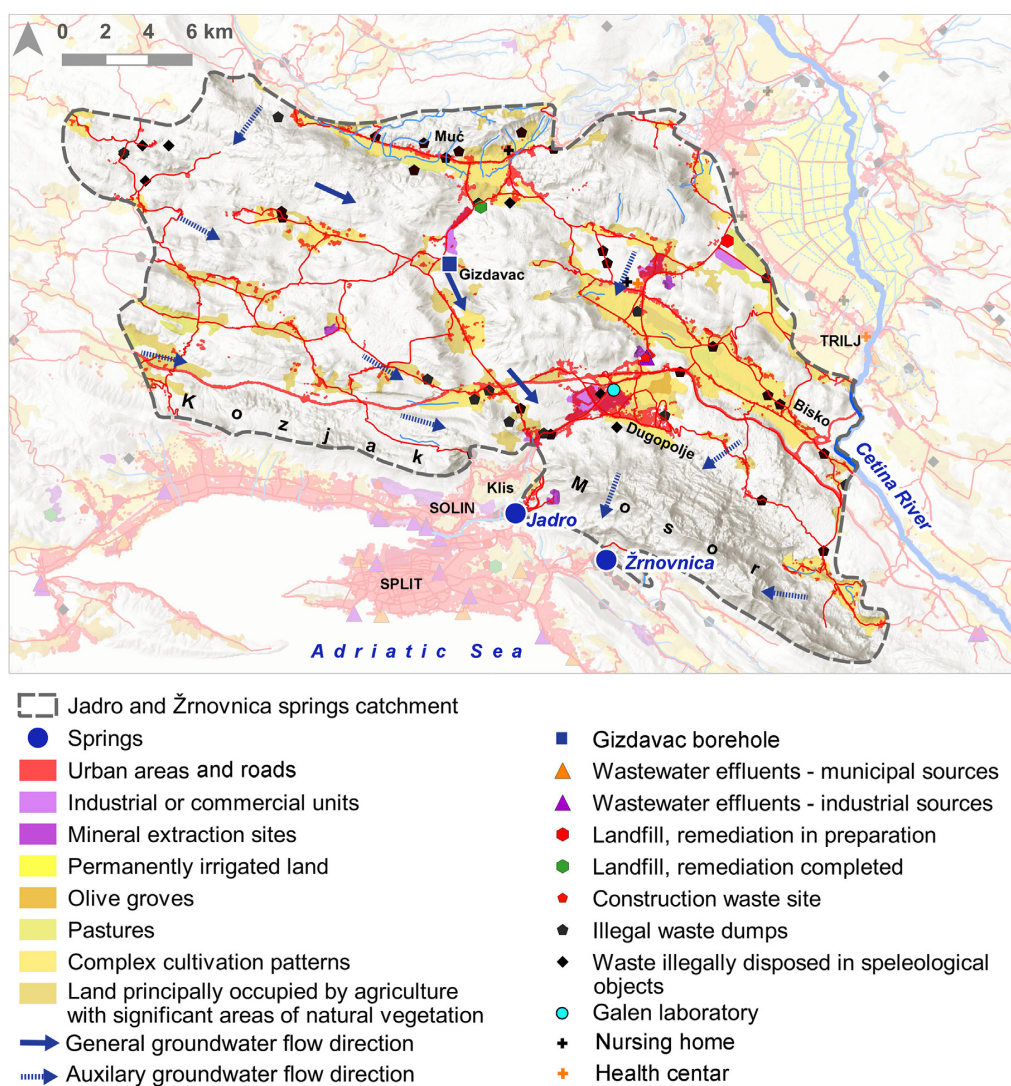 0 2 4 6 km
Muć
Gizdavac
TRILJ
Bisko
Kozjak
Dugopolje
Cetina River
Klis
Mosor
SOLIN
Jadro
Žrnovnica
SPLIT
Adriatic Sea
Jadro and Žrnovnica springs catchment
Springs
Urban areas and roads
Industrial or commercial units
Mineral extraction sites
Permanently irrigated land
Olive groves
Pastures
Complex cultivation patterns
Land principally occupied by agriculture
with significant areas of natural vegetation
General groundwater flow direction
Auxilary groundwater flow direction
Gizdavac borehole
Wastewater effluents - municipal sources
Wastewater effluents - industrial sources
Landfill, remediation in preparation
Landfill, remediation completed
Construction waste site
Illegal waste dumps
Waste illegally disposed in speleological
objects
Galen laboratory
Nursing home
Health centar